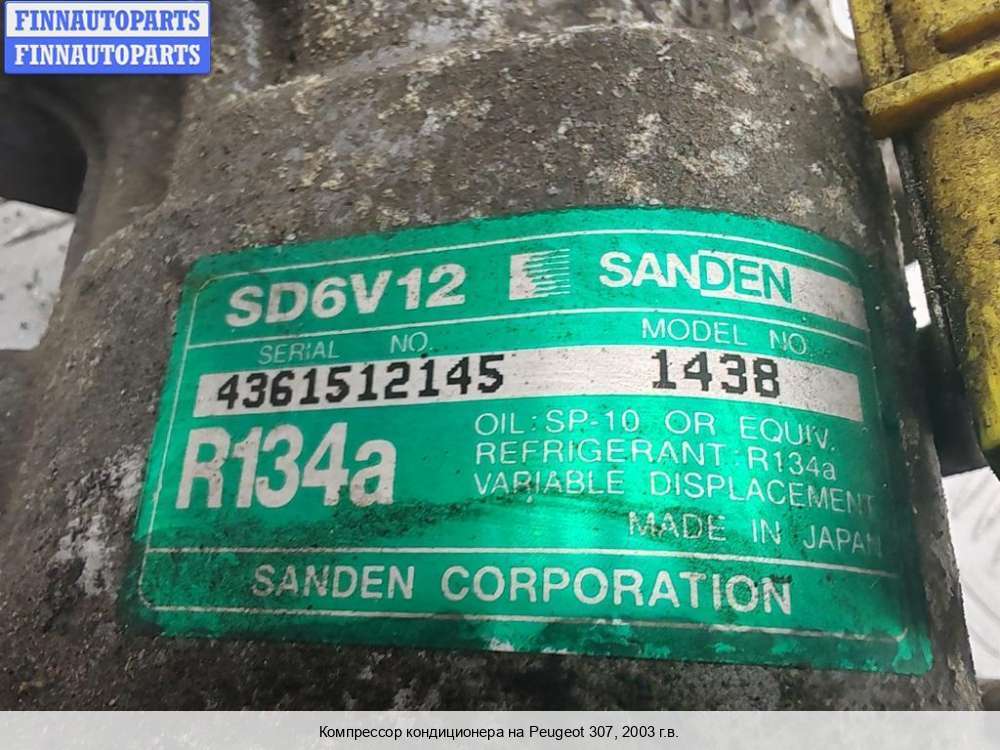 FINNAUTOPARTS
FINNAUTOPARTS
SD6V12 SANDEN
SERIAL NO. MODEL NO.
4361512145 1438
R134a
OIL : SP-10 OR EQUIV.
REFRIGERANT : R134a
VARIABLE DISPLACEMENT
MADE IN JAPAN
SANDEN CORPORATION
Компрессор кондиционера на Peugeot 307, 2003 г.в.